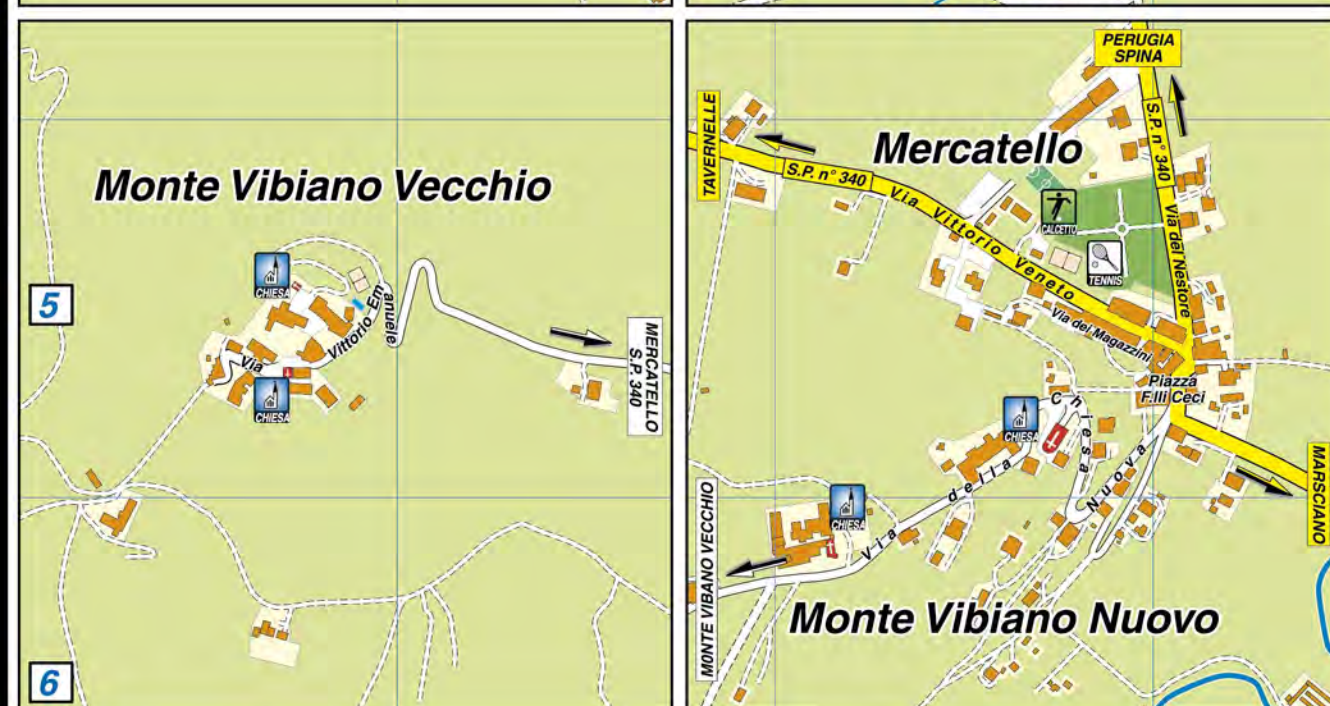 Monte Vibiano Vecchio
5
CHIESA
Via Vittorio Emanuele
CHIESA
MERCATELLO
S.P. 340
6
PERUGIA
SPINA
TAVERNELLE
Mercatello
S.P. n° 340
S.P. n° 340
Via Vittorio Veneto
CALCETTO
TENNIS
Via del Nestore
Via dei Magazzini
Piazza
F.lli Ceci
CHIESA
Via della Chiesa Nuova
MARSCIANO
CHIESA
MONTE VIBANO VECCHIO
Monte Vibiano Nuovo